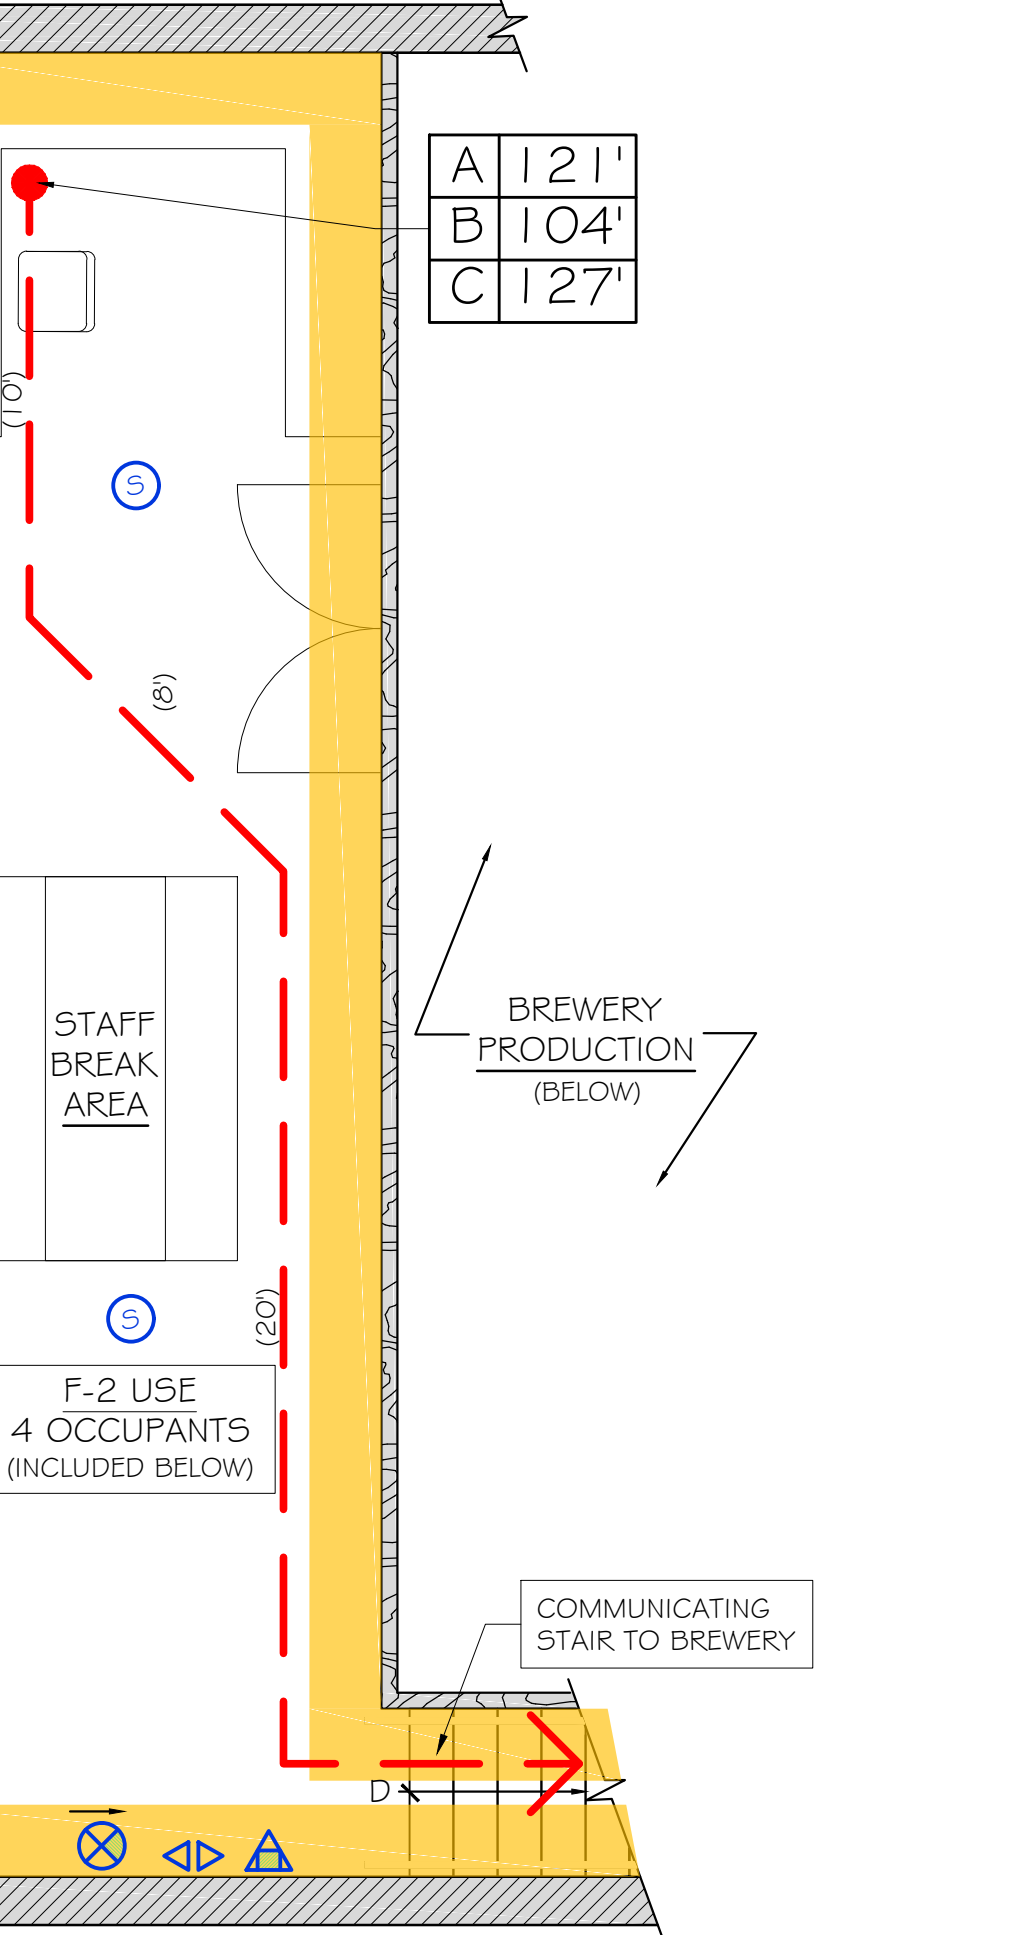 A 121'
B 104'
C 127'
(10')
S
(8')
BREWERY
PRODUCTION
(BELOW)
STAFF
BREAK
AREA
S
(20')
F-2 USE
4 OCCUPANTS
(INCLUDED BELOW)
COMMUNICATING
STAIR TO BREWERY
D